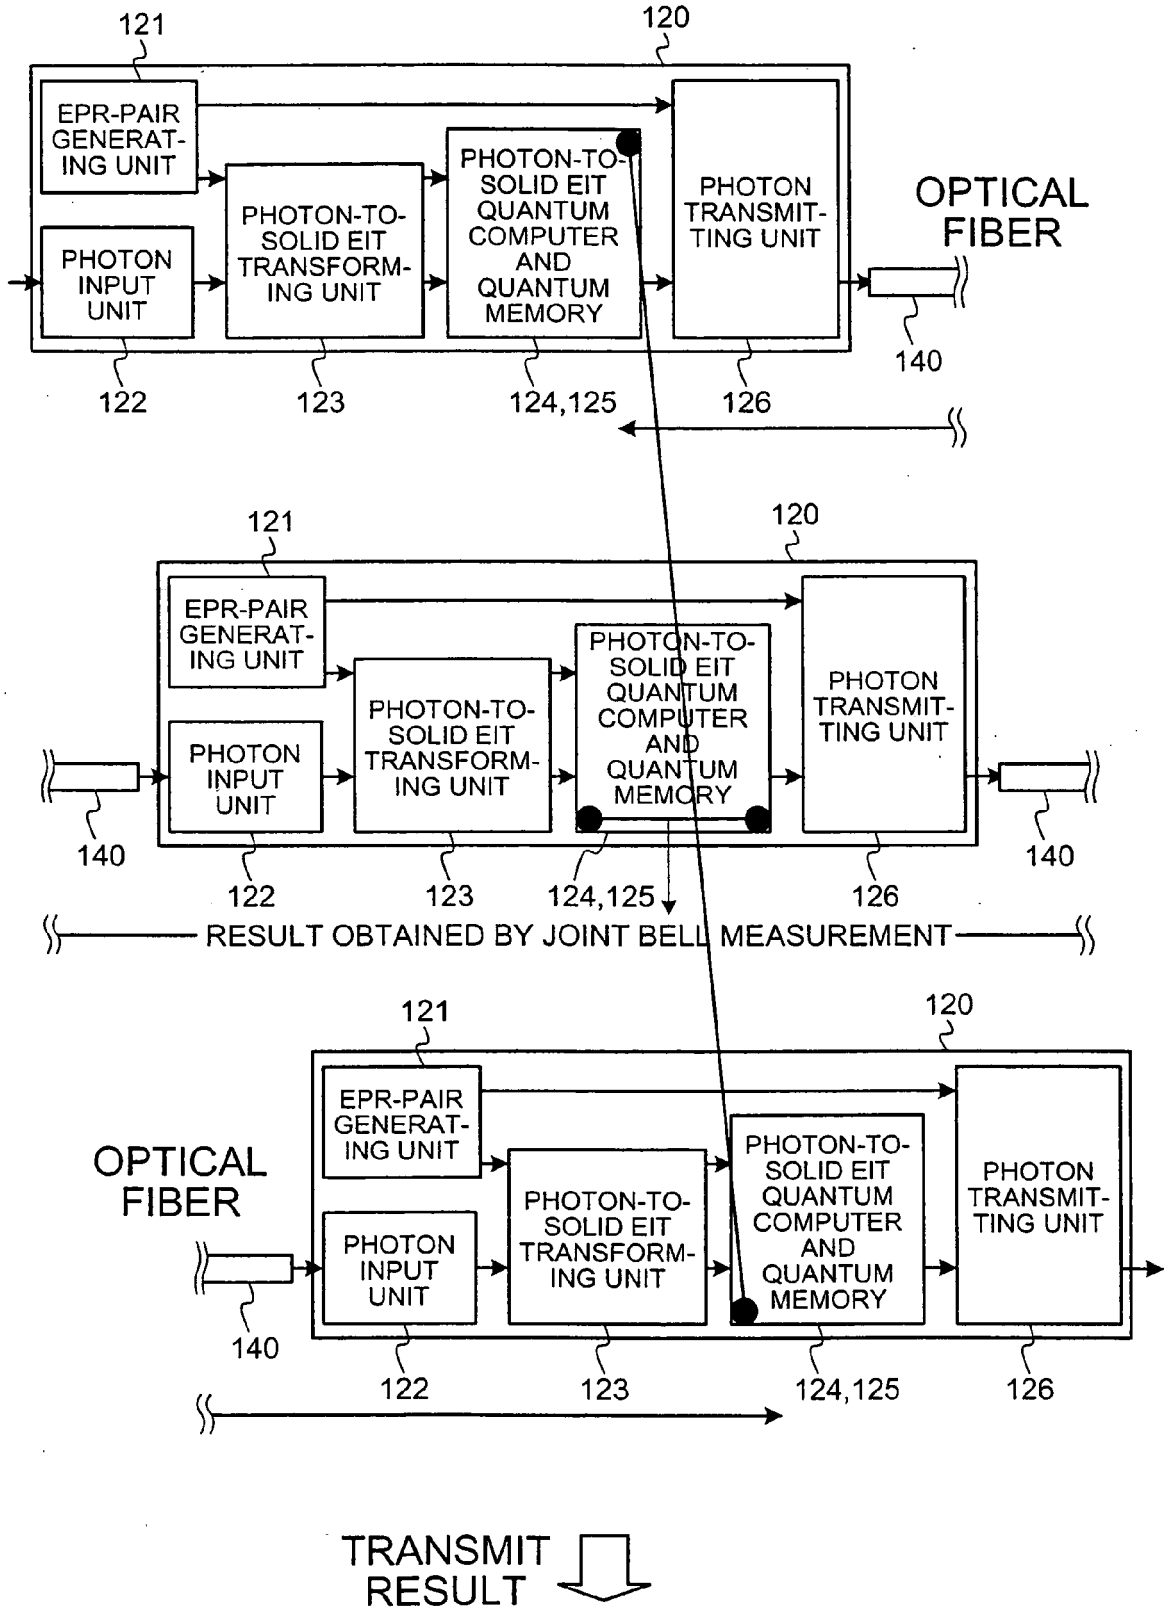 121
120
EPR-PAIR
GENERAT-
ING UNIT
PHOTON
INPUT
UNIT
PHOTON-TO-
SOLID EIT
TRANSFORM-
ING UNIT
PHOTON-TO-
SOLID EIT
QUANTUM
COMPUTER
AND
QUANTUM
MEMORY
PHOTON
TRANSMIT-
TING UNIT
OPTICAL
FIBER
140
122
123
124,125
126
121
120
EPR-PAIR
GENERAT-
ING UNIT
PHOTON
INPUT
UNIT
PHOTON-TO-
SOLID EIT
TRANSFORM-
ING UNIT
PHOTON-TO-
SOLID EIT
QUANTUM
COMPUTER
AND
QUANTUM
MEMORY
PHOTON
TRANSMIT-
TING UNIT
140
140
122
123
124,125
126
RESULT OBTAINED BY JOINT BELL MEASUREMENT
121
120
EPR-PAIR
GENERAT-
ING UNIT
OPTICAL
FIBER
PHOTON
INPUT
UNIT
PHOTON-TO-
SOLID EIT
TRANSFORM-
ING UNIT
PHOTON-TO-
SOLID EIT
QUANTUM
COMPUTER
AND
QUANTUM
MEMORY
PHOTON
TRANSMIT-
TING UNIT
140
122
123
124,125
126
TRANSMIT
RESULT